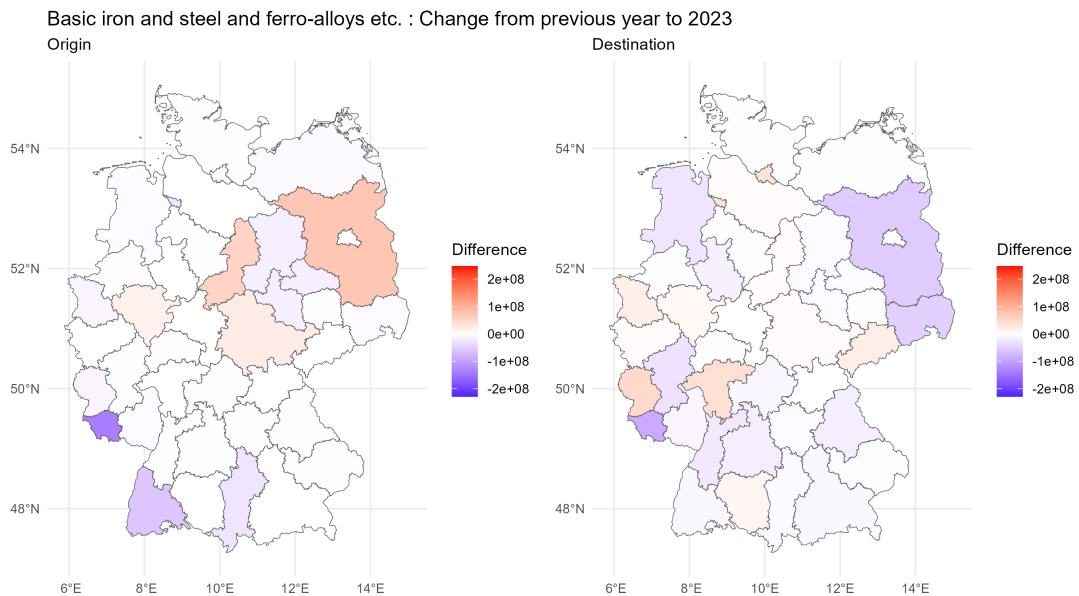 Basic iron and steel and ferro-alloys etc. : Change from previous year to 2023
Origin
54°N
52°N
50°N
48°N
6°E 8°E 10°E 12°E 14°E
Difference
2e+08
1e+08
0e+00
-1e+08
-2e+08
Destination
54°N
52°N
50°N
48°N
6°E 8°E 10°E 12°E 14°E
Difference
2e+08
1e+08
0e+00
-1e+08
-2e+08